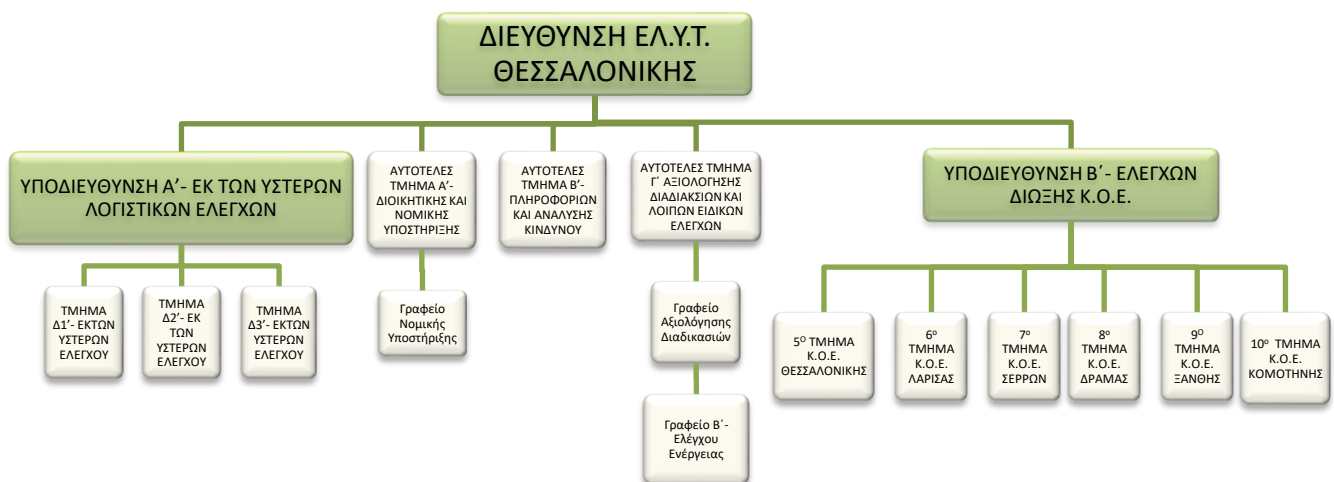 ΔΙΕΥΘΥΝΣΗ ΕΛ.Υ.Τ.
ΘΕΣΣΑΛΟΝΙΚΗΣ
ΥΠΟΔΙΕΥΘΥΝΣΗ Α'- ΕΚ ΤΩΝ ΥΣΤΕΡΩΝ
ΛΟΓΙΣΤΙΚΩΝ ΕΛΕΓΧΩΝ
ΑΥΤΟΤΕΛΕΣ
ΤΜΗΜΑ Α'-
ΔΙΟΙΚΗΤΙΚΗΣ ΚΑΙ
ΝΟΜΙΚΗΣ
ΥΠΟΣΤΗΡΙΞΗΣ
ΑΥΤΟΤΕΛΕΣ
ΤΜΗΜΑ Β'-
ΠΛΗΡΟΦΟΡΙΩΝ
ΚΑΙ ΑΝΑΛΥΣΗΣ
ΚΙΝΔΥΝΟΥ
ΑΥΤΟΤΕΛΕΣ ΤΜΗΜΑ
Γ΄ ΑΞΙΟΛΟΓΗΣΗΣ
ΔΙΑΔΙΑΚΣΙΩΝ ΚΑΙ
ΛΟΙΠΩΝ ΕΙΔΙΚΩΝ
ΕΛΕΓΧΩΝ
ΥΠΟΔΙΕΥΘΥΝΣΗ Β΄- ΕΛΕΓΧΩΝ
ΔΙΩΞΗΣ Κ.Ο.Ε.
ΤΜΗΜΑ
Δ1'- ΕΚΤΩΝ
ΥΣΤΕΡΩΝ
ΕΛΕΓΧΟΥ
ΤΜΗΜΑ
Δ2'- ΕΚ
ΤΩΝ
ΥΣΤΕΡΩΝ
ΕΛΕΓΧΟΥ
ΤΜΗΜΑ
Δ3'- ΕΚΤΩΝ
ΥΣΤΕΡΩΝ
ΕΛΕΓΧΟΥ
Γραφείο
Νομικής
Υποστήριξης
Γραφείο
Αξιολόγησης
Διαδικασιών
Γραφείο Β΄-
Ελέγχου
Ενέργειας
5Ο ΤΜΗΜΑ
Κ.Ο.Ε.
ΘΕΣΣΑΛΟΝΙΚΗΣ
6ο
ΤΜΗΜΑ
Κ.Ο.Ε.
ΛΑΡΙΣΑΣ
7ο
ΤΜΗΜΑ
Κ.Ο.Ε.
ΣΕΡΡΩΝ
8ο
ΤΜΗΜΑ
Κ.Ο.Ε.
ΔΡΑΜΑΣ
9Ο
ΤΜΗΜΑ
Κ.Ο.Ε.
ΞΑΝΘΗΣ
10ο ΤΜΗΜΑ
Κ.Ο.Ε.
ΚΟΜΟΤΗΝΗΣ